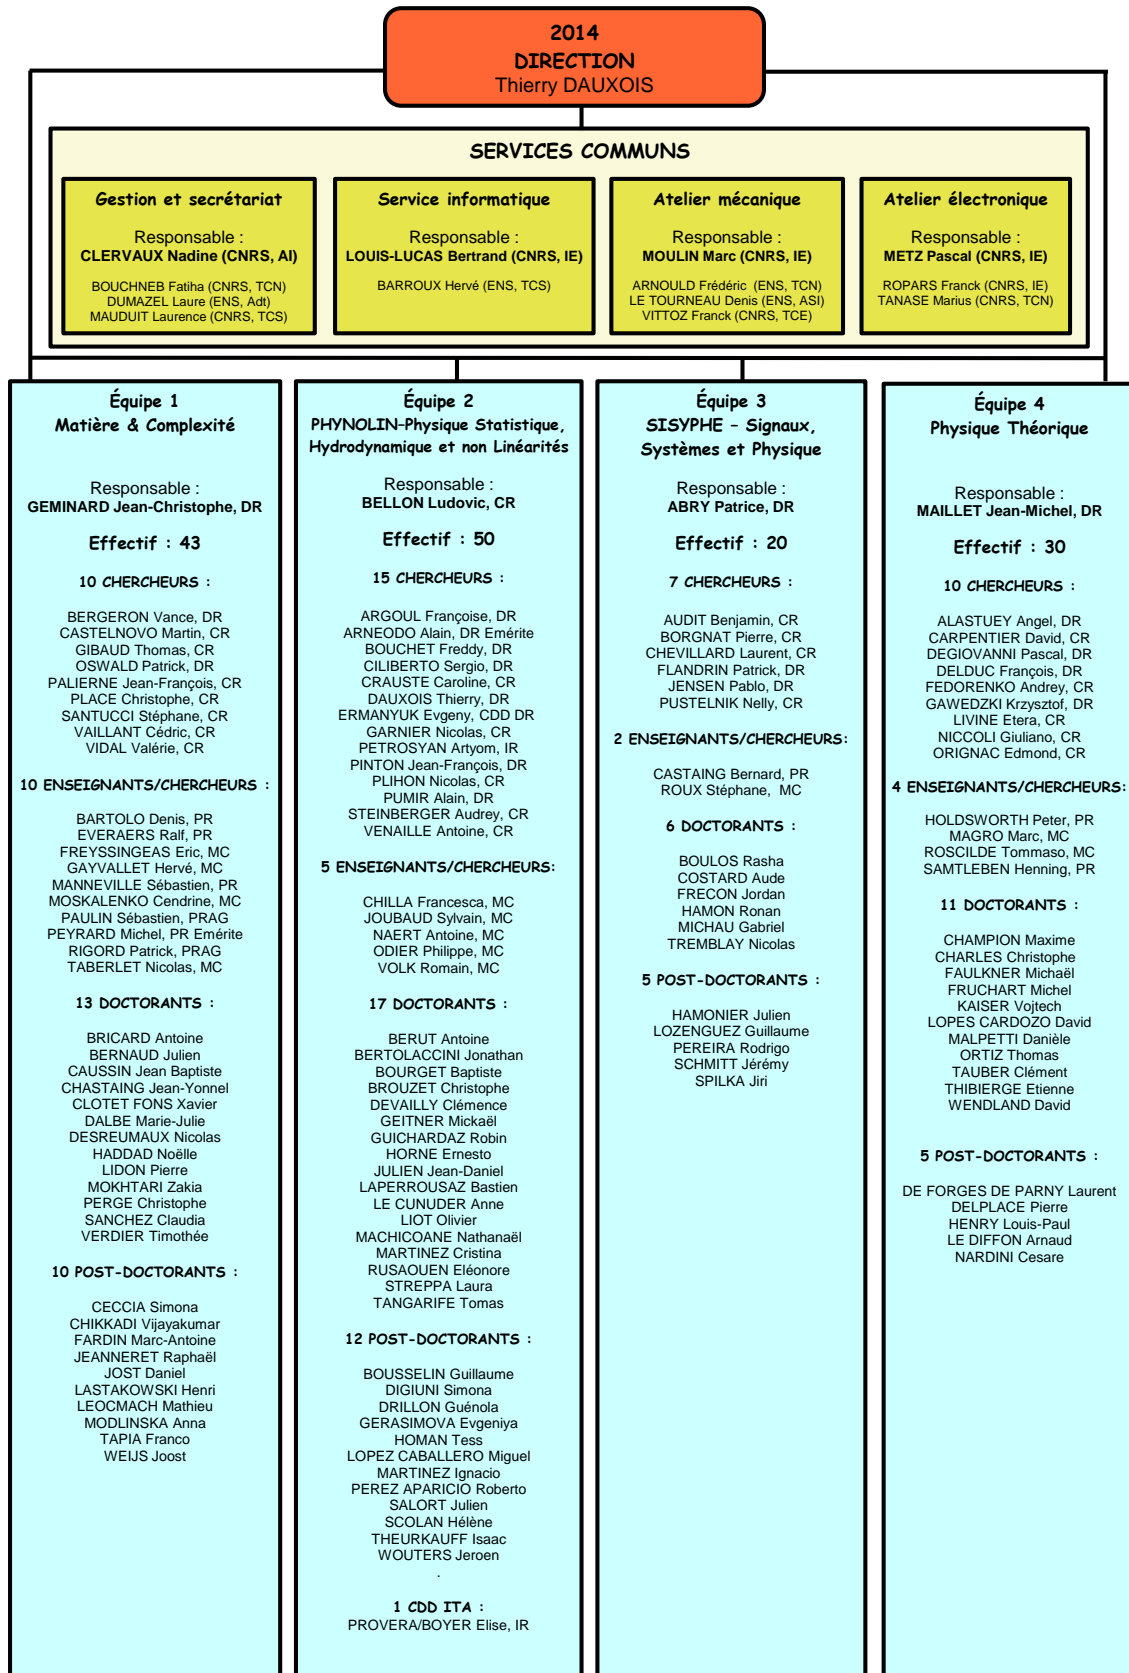 2014
DIRECTION
Thierry DAUXOIS
SERVICES COMMUNS
Gestion et secrétariat
Responsable :
CLERVAUX Nadine (CNRS, AI)
BOUCHNEB Fatiha (CNRS, TCN)
DUMAZEL Laure (ENS, Adt)
MAUDUIT Laurence (CNRS, TCS)
Service informatique
Responsable :
LOUIS-LUCAS Bertrand (CNRS, IE)
BARROUX Hervé (ENS, TCS)
Atelier mécanique
Responsable :
MOULIN Marc (CNRS, IE)
ARNOULD Frédéric (ENS, TCN)
LE TOURNEAU Denis (ENS, ASI)
VITTOZ Franck (CNRS, TCE)
Atelier électronique
Responsable :
METZ Pascal (CNRS, IE)
ROPARS Franck (CNRS, IE)
TANASE Marius (CNRS, TCN)
Équipe 1
Matière & Complexité
Responsable :
GEMINARD Jean-Christophe, DR
Effectif : 43
10 CHERCHEURS :
BERGERON Vance, DR
CASTELNOVO Martin, CR
GIBAUD Thomas, CR
OSWALD Patrick, DR
PALIERNE Jean-François, CR
PLACE Christophe, CR
SANTUCCI Stéphane, CR
VAILLANT Cédric, CR
VIDAL Valérie, CR
10 ENSEIGNANTS/CHERCHEURS :
BARTOLO Denis, PR
EVERAERS Ralf, PR
FREYSSINGEAS Eric, MC
GAYVALLET Hervé, MC
MANNEVILLE Sébastien, PR
MOSKALENKO Cendrine, MC
PAULIN Sébastien, PRAG
PEYRARD Michel, PR Emérite
RIGORD Patrick, PRAG
TABERLET Nicolas, MC
13 DOCTORANTS :
BRICARD Antoine
BERNAUD Julien
CAUSSIN Jean Baptiste
CHASTAING Jean-Yonnel
CLOTET FONS Xavier
DALBE Marie-Julie
DESREUMAUX Nicolas
HADDAD Noëlle
LIDON Pierre
MOKHTARI Zakia
PERGE Christophe
SANCHEZ Claudia
VERDIER Timothée
10 POST-DOCTORANTS :
CECCIA Simona
CHIKKADI Vijayakumar
FARDIN Marc-Antoine
JEANNERET Raphaël
JOST Daniel
LASTAKOWSKI Henri
LEOCMACH Mathieu
MODLINSKA Anna
TAPIA Franco
WEIJS Joost
Équipe 2
PHYNOLIN-Physique Statistique,
Hydrodynamique et non Linéarités
Responsable :
BELLON Ludovic, CR
Effectif : 50
15 CHERCHEURS :
ARGOUL Françoise, DR
ARNEODO Alain, DR Emérite
BOUCHET Freddy, DR
CILIBERTO Sergio, DR
CRAUSTE Caroline, CR
DAUXOIS Thierry, DR
ERMANYUK Evgeny, CDD DR
GARNIER Nicolas, CR
PETROSYAN Artyom, IR
PINTON Jean-François, DR
PLIHON Nicolas, CR
PUMIR Alain, DR
STEINBERGER Audrey, CR
VENAILLE Antoine, CR
5 ENSEIGNANTS/CHERCHEURS:
CHILLA Francesca, MC
JOUBAUD Sylvain, MC
NAERT Antoine, MC
ODIER Philippe, MC
VOLK Romain, MC
17 DOCTORANTS :
BERUT Antoine
BERTOLACCINI Jonathan
BOURGET Baptiste
BROUZET Christophe
DEVAILLY Clémence
GEITNER Mickaël
GUICHARDAZ Robin
HORNE Ernesto
JULIEN Jean-Daniel
LAPERROUSAZ Bastien
LE CUNUDER Anne
LIOT Olivier
MACHICOANE Nathanaël
MARTINEZ Cristina
RUSAOUEN Eléonore
STREPPA Laura
TANGARIFE Tomas
12 POST-DOCTORANTS :
BOUSSELIN Guillaume
DIGIUNI Simona
DRILLON Guénola
GERASIMOVA Evgeniya
HOMAN Tess
LOPEZ CABALLERO Miguel
MARTINEZ Ignacio
PEREZ APARICIO Roberto
SALORT Julien
SCOLAN Hélène
THEURKAUFF Isaac
WOUTERS Jeroen
.
1 CDD ITA :
PROVERA/BOYER Elise, IR
Équipe 3
SISYPHE – Signaux,
Systèmes et Physique
Responsable :
ABRY Patrice, DR
Effectif : 20
7 CHERCHEURS :
AUDIT Benjamin, CR
BORGNAT Pierre, CR
CHEVILLARD Laurent, CR
FLANDRIN Patrick, DR
JENSEN Pablo, DR
PUSTELNIK Nelly, CR
2 ENSEIGNANTS/CHERCHEURS:
CASTAING Bernard, PR
ROUX Stéphane, MC
6 DOCTORANTS :
BOULOS Rasha
COSTARD Aude
FRECON Jordan
HAMON Ronan
MICHAU Gabriel
TREMBLAY Nicolas
5 POST-DOCTORANTS :
HAMONIER Julien
LOZENGUEZ Guillaume
PEREIRA Rodrigo
SCHMITT Jérémy
SPILKA Jiri
Équipe 4
Physique Théorique
Responsable :
MAILLET Jean-Michel, DR
Effectif : 30
10 CHERCHEURS :
ALASTUEY Angel, DR
CARPENTIER David, CR
DEGIOVANNI Pascal, DR
DELDUC François, DR
FEDORENKO Andrey, CR
GAWEDZKI Krzysztof, DR
LIVINE Etera, CR
NICCOLI Giuliano, CR
ORIGNAC Edmond, CR
4 ENSEIGNANTS/CHERCHEURS:
HOLDSWORTH Peter, PR
MAGRO Marc, MC
ROSCILDE Tommaso, MC
SAMTLEBEN Henning, PR
11 DOCTORANTS :
CHAMPION Maxime
CHARLES Christophe
FAULKNER Michaël
FRUCHART Michel
KAISER Vojtech
LOPES CARDOZO David
MALPETTI Danièle
ORTIZ Thomas
TAUBER Clément
THIBIERGE Etienne
WENDLAND David
5 POST-DOCTORANTS :
DE FORGES DE PARNY Laurent
DELPLACE Pierre
HENRY Louis-Paul
LE DIFFON Arnaud
NARDINI Cesare